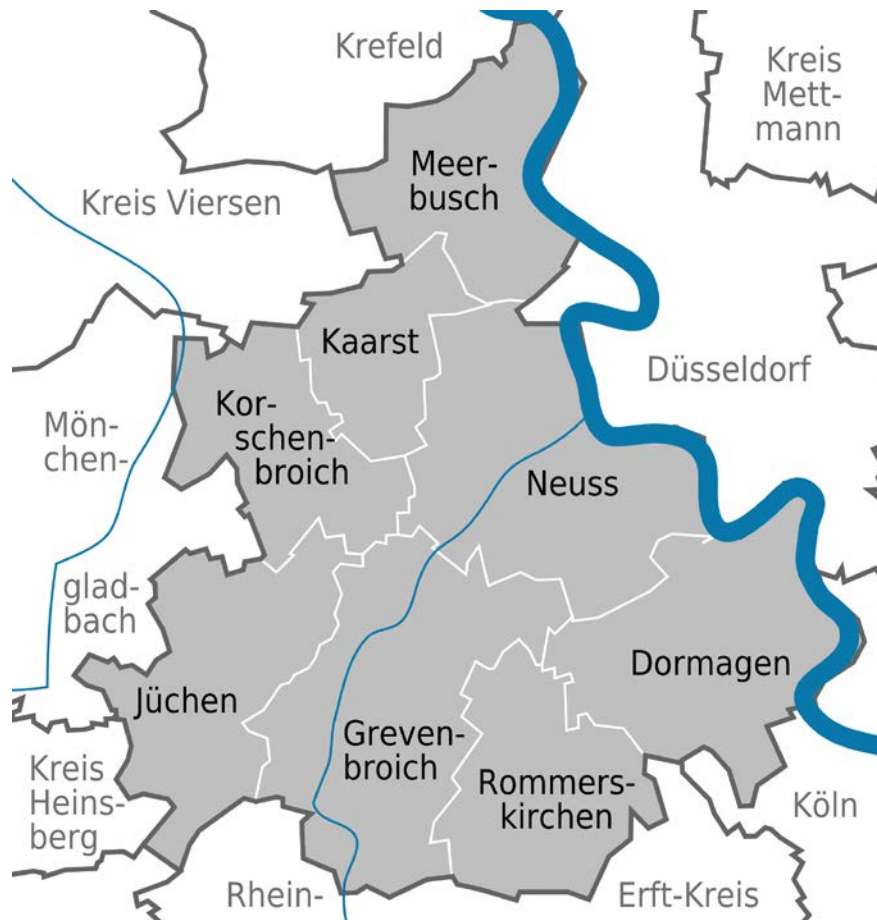 Krefeld
Kreis
Mett-
mann
Meer-
busch
Kreis Viersen
Kaarst
Düsseldorf
Kor-
schen-
broich
Mön-
chen-
Neuss
glad-
bach
Dormagen
Jüchen
Greven-
broich
Kreis
Heins-
berg
Rommers-
kirchen
Köln
Rhein-
Erft-Kreis